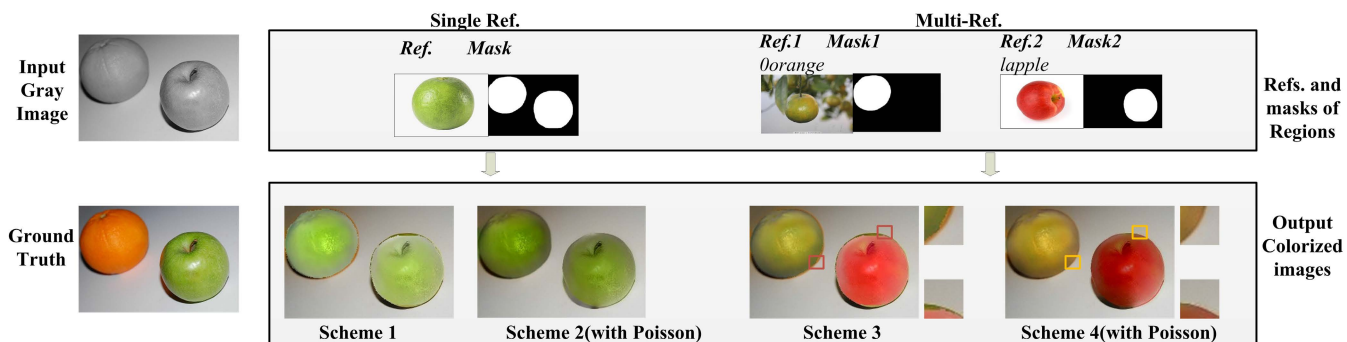 Single Ref.
Multi-Ref.
Input
Gray
Image
Ref. Mask
Ref.1 Mask1
0orange
Ref.2 Mask2
lapple
Refs. and
masks of
Regions
Ground
Truth
Output
Colorized
images
Scheme 1
Scheme 2(with Poisson)
Scheme 3
Scheme 4(with Poisson)